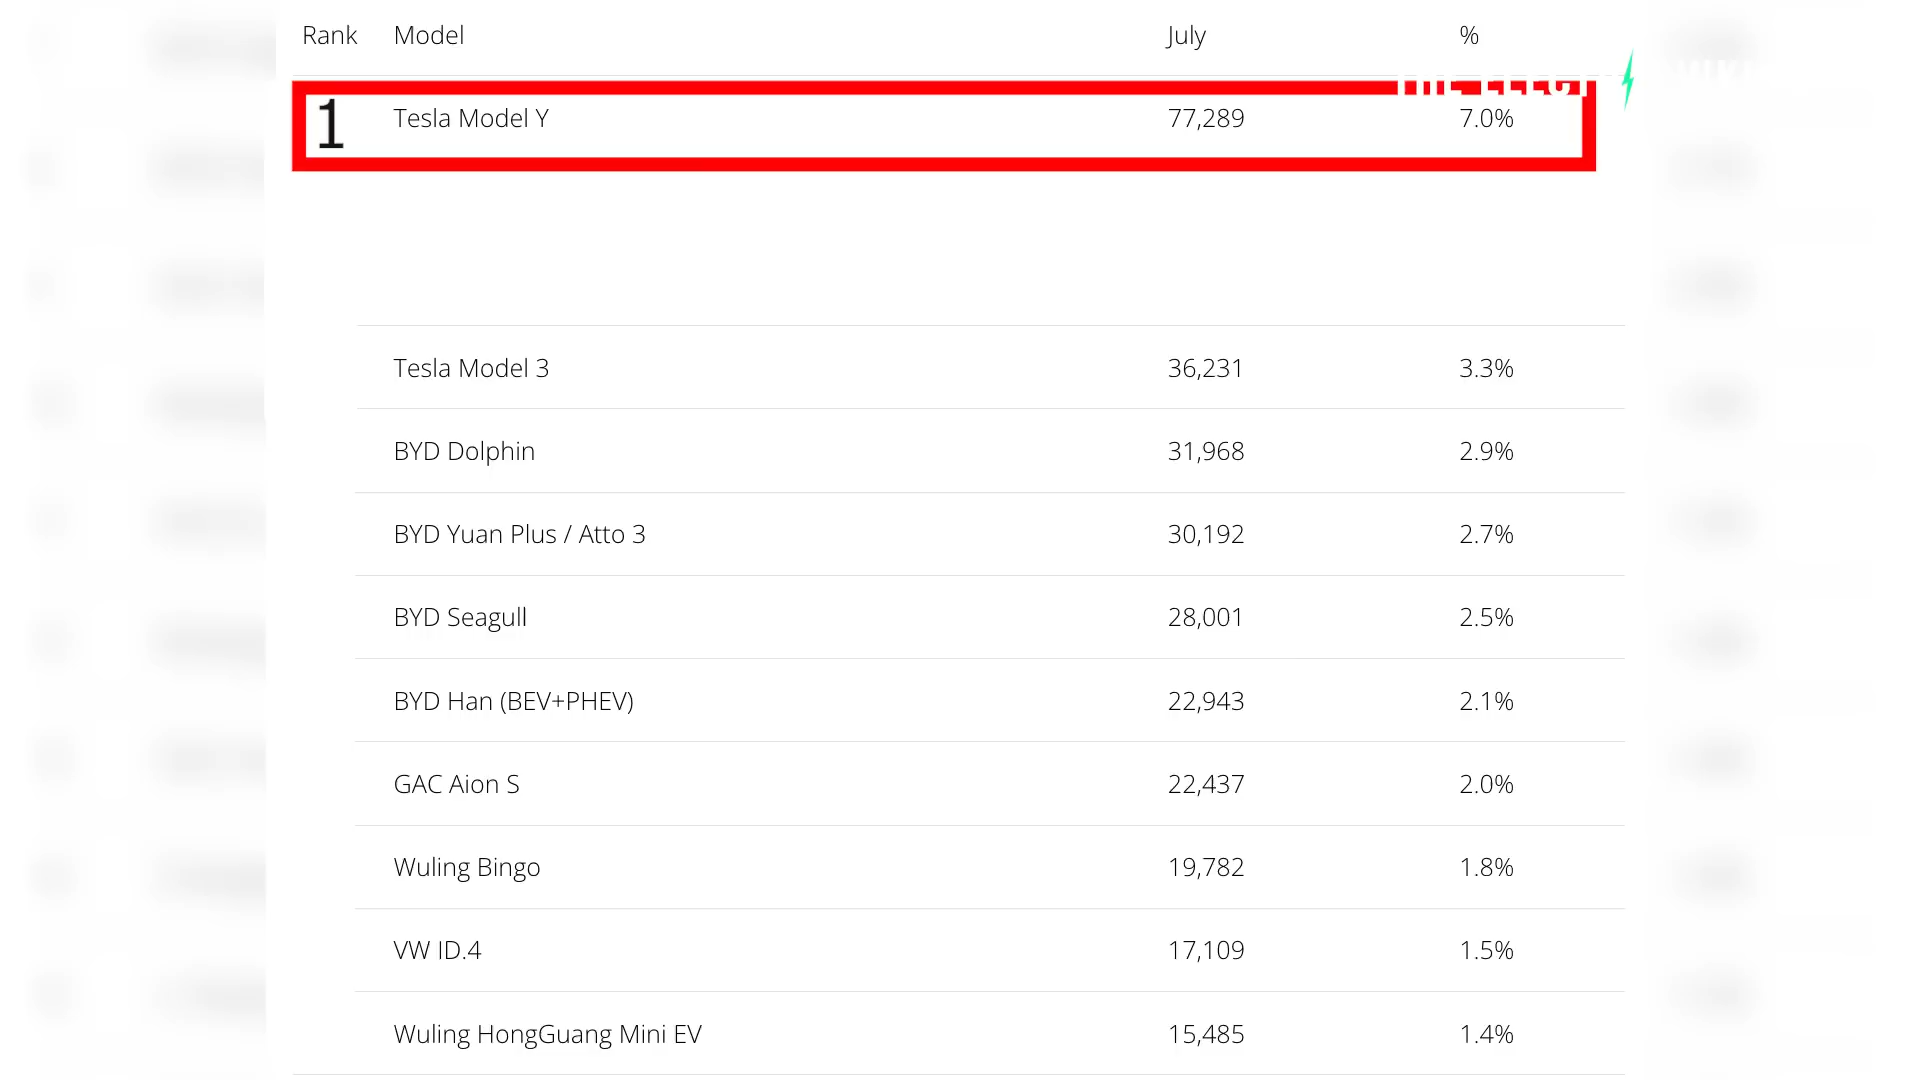 Rank Model July %
1 Tesla Model Y 77,289 7.0%
Tesla Model 3 36,231 3.3%
BYD Dolphin 31,968 2.9%
BYD Yuan Plus / Atto 3 30,192 2.7%
BYD Seagull 28,001 2.5%
BYD Han (BEV+PHEV) 22,943 2.1%
GAC Aion S 22,437 2.0%
Wuling Bingo 19,782 1.8%
VW ID.4 17,109 1.5%
Wuling HongGuang Mini EV 15,485 1.4%